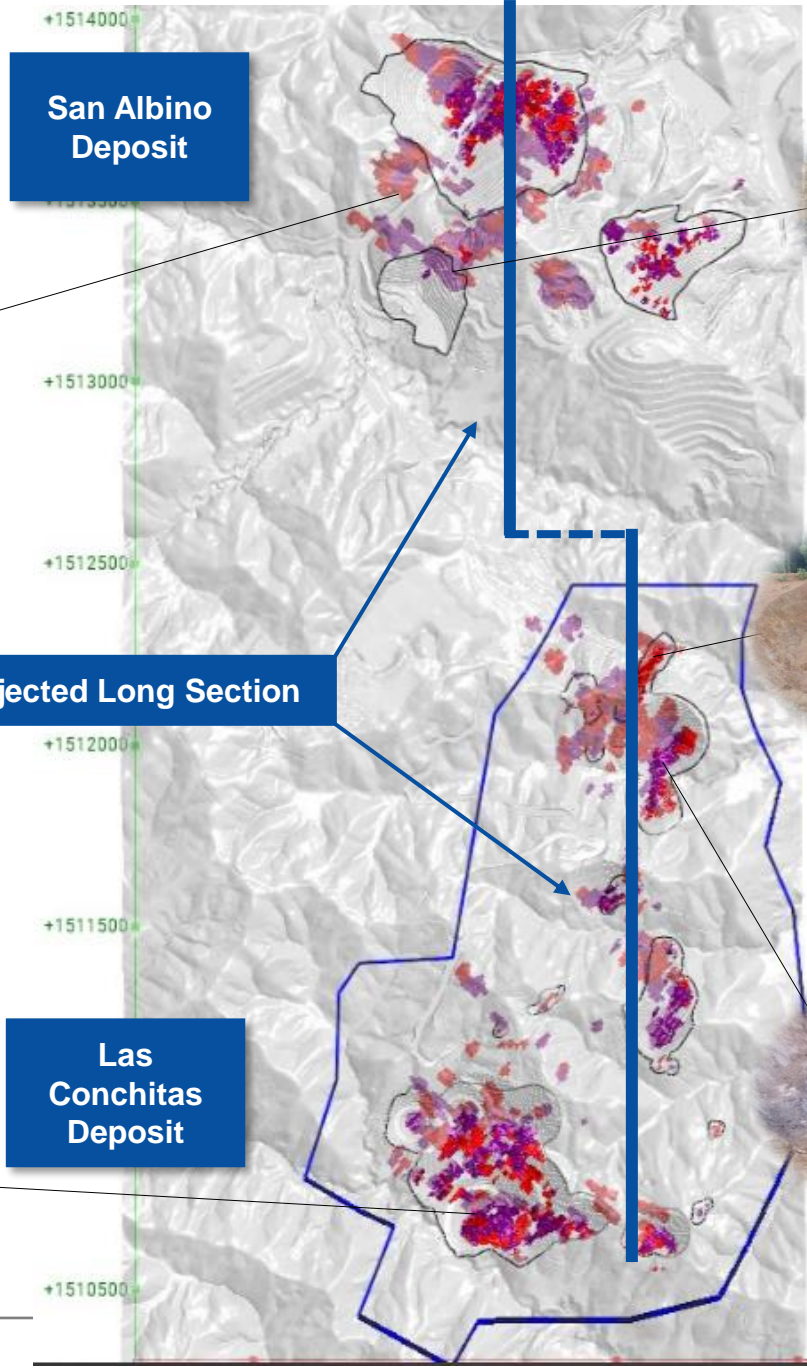 +1514000
San Albino
Deposit
+1513000
+1512500
jected Long Section
+1512000
+1511500
Las
Conchitas
Deposit
+1510500